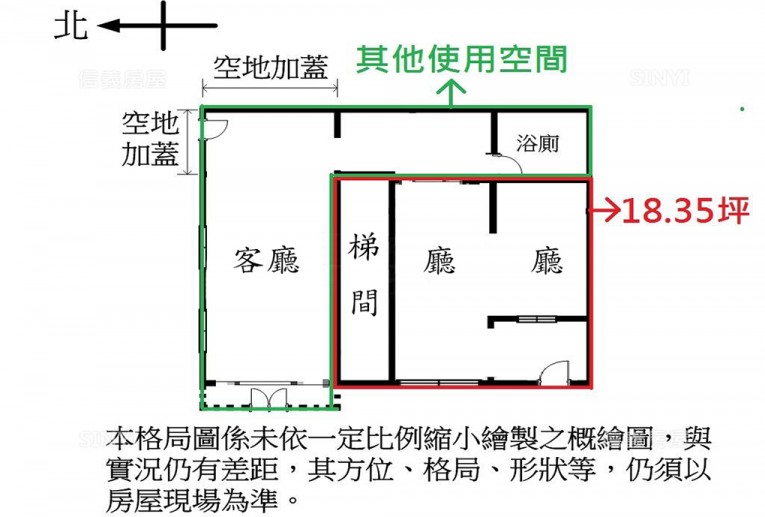 北
空地加蓋
其他使用空間
信義房屋
SINYI
空地
加蓋
浴廁
18.35坪
客廳
梯
間
廳
廳
本格局圖係未依一定比例縮小繪製之概繪圖，與
實況仍有差距，其方位、格局、形狀等，仍須以
房屋現場為準。